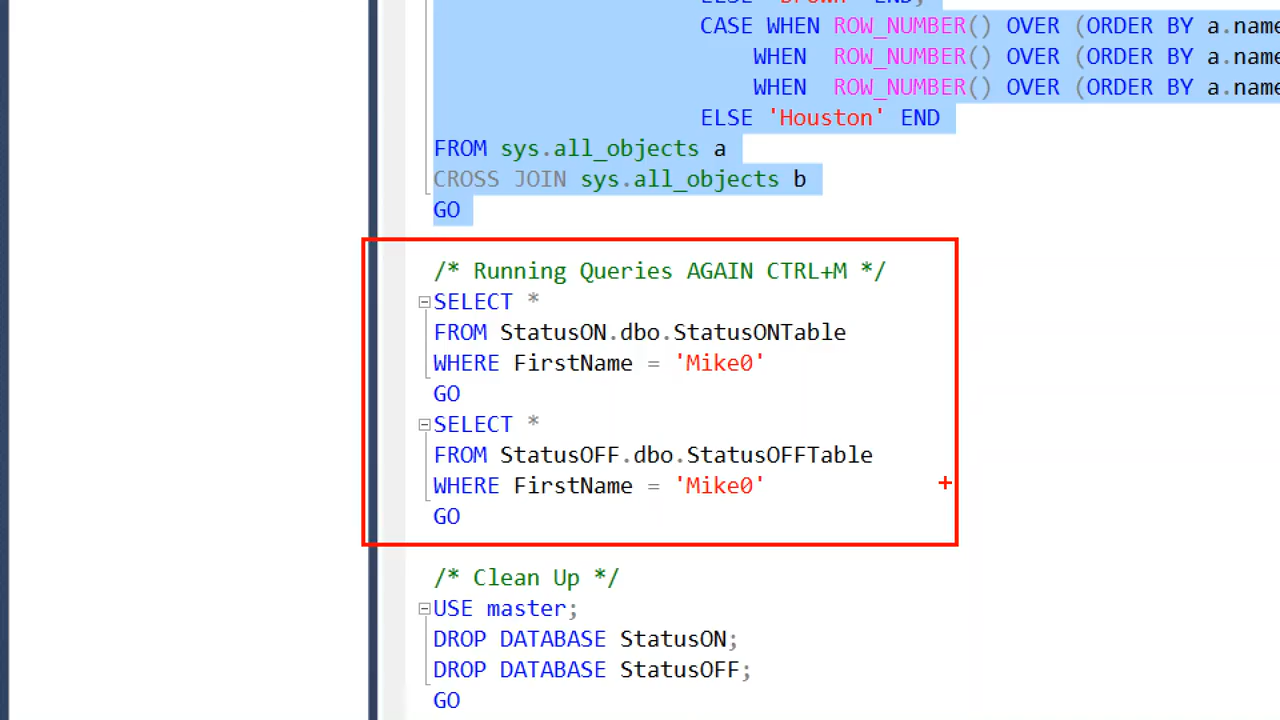 CASE WHEN ROW_NUMBER() OVER (ORDER BY a.name
WHEN  ROW_NUMBER() OVER (ORDER BY a.name
WHEN  ROW_NUMBER() OVER (ORDER BY a.name
ELSE 'Houston' END
FROM sys.all_objects a
CROSS JOIN sys.all_objects b
GO
/* Running Queries AGAIN CTRL+M */
SELECT *
FROM StatusON.dbo.StatusONTable
WHERE FirstName = 'Mike0'
GO
SELECT *
FROM StatusOFF.dbo.StatusOFFTable
WHERE FirstName = 'Mike0'
GO
/* Clean Up */
USE master;
DROP DATABASE StatusON;
DROP DATABASE StatusOFF;
GO